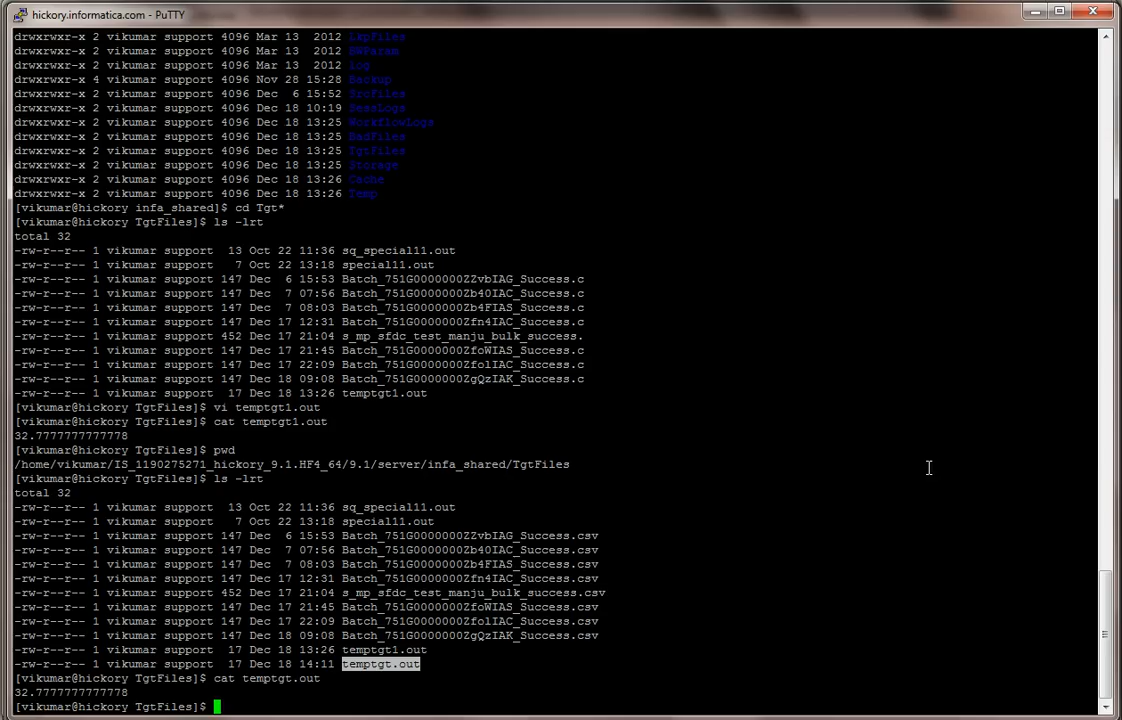 hickory.informatica.com - PuTTY
drwxrwxr-x 2 vikumar support 4096 Mar 13  2012 LkpFiles
drwxrwxr-x 2 vikumar support 4096 Mar 13  2012 BWParam
drwxrwxr-x 2 vikumar support 4096 Mar 13  2012 log
drwxrwxr-x 4 vikumar support 4096 Nov 28 15:28 Backup
drwxrwxr-x 2 vikumar support 4096 Dec  6 15:52 SrcFiles
drwxrwxr-x 2 vikumar support 4096 Dec 18 10:19 SessLogs
drwxrwxr-x 2 vikumar support 4096 Dec 18 13:25 WorkflowLogs
drwxrwxr-x 2 vikumar support 4096 Dec 18 13:25 BadFiles
drwxrwxr-x 2 vikumar support 4096 Dec 18 13:25 TgtFiles
drwxrwxr-x 2 vikumar support 4096 Dec 18 13:25 Storage
drwxrwxr-x 2 vikumar support 4096 Dec 18 13:26 Cache
drwxrwxr-x 2 vikumar support 4096 Dec 18 13:26 Temp
[vikumar@hickory infa_shared]$ cd Tgt*
[vikumar@hickory TgtFiles]$ ls -lrt
total 32
-rw-r--r-- 1 vikumar support  13 Oct 22 11:36 sq_special11.out
-rw-r--r-- 1 vikumar support   7 Oct 22 13:18 special11.out
-rw-r--r-- 1 vikumar support 147 Dec  6 15:53 Batch_751G0000000ZZvbIAG_Success.c
-rw-r--r-- 1 vikumar support 147 Dec  7 07:56 Batch_751G0000000Zb40IAC_Success.c
-rw-r--r-- 1 vikumar support 147 Dec  7 08:03 Batch_751G0000000Zb4FIAS_Success.c
-rw-r--r-- 1 vikumar support 147 Dec 17 12:31 Batch_751G0000000Zfn4IAC_Success.c
-rw-r--r-- 1 vikumar support 452 Dec 17 21:04 s_mp_sfdc_test_manju_bulk_success.
-rw-r--r-- 1 vikumar support 147 Dec 17 21:45 Batch_751G0000000ZfoWIAS_Success.c
-rw-r--r-- 1 vikumar support 147 Dec 17 22:09 Batch_751G0000000ZfolIAC_Success.c
-rw-r--r-- 1 vikumar support 147 Dec 18 09:08 Batch_751G0000000ZgQzIAK_Success.c
-rw-r--r-- 1 vikumar support  17 Dec 18 13:26 temptgt1.out
[vikumar@hickory TgtFiles]$ vi temptgt1.out
[vikumar@hickory TgtFiles]$ cat temptgt1.out
32.7777777777778
[vikumar@hickory TgtFiles]$ pwd
/home/vikumar/IS_1190275271_hickory_9.1.HF4_64/9.1/server/infa_shared/TgtFiles
[vikumar@hickory TgtFiles]$ ls -lrt
total 32
-rw-r--r-- 1 vikumar support  13 Oct 22 11:36 sq_special11.out
-rw-r--r-- 1 vikumar support   7 Oct 22 13:18 special11.out
-rw-r--r-- 1 vikumar support 147 Dec  6 15:53 Batch_751G0000000ZZvbIAG_Success.csv
-rw-r--r-- 1 vikumar support 147 Dec  7 07:56 Batch_751G0000000Zb40IAC_Success.csv
-rw-r--r-- 1 vikumar support 147 Dec  7 08:03 Batch_751G0000000Zb4FIAS_Success.csv
-rw-r--r-- 1 vikumar support 147 Dec 17 12:31 Batch_751G0000000Zfn4IAC_Success.csv
-rw-r--r-- 1 vikumar support 452 Dec 17 21:04 s_mp_sfdc_test_manju_bulk_success.csv
-rw-r--r-- 1 vikumar support 147 Dec 17 21:45 Batch_751G0000000ZfoWIAS_Success.csv
-rw-r--r-- 1 vikumar support 147 Dec 17 22:09 Batch_751G0000000ZfolIAC_Success.csv
-rw-r--r-- 1 vikumar support 147 Dec 18 09:08 Batch_751G0000000ZgQzIAK_Success.csv
-rw-r--r-- 1 vikumar support  17 Dec 18 13:26 temptgt1.out
-rw-r--r-- 1 vikumar support  17 Dec 18 14:11 temptgt.out
[vikumar@hickory TgtFiles]$ cat temptgt.out
32.7777777777778
[vikumar@hickory TgtFiles]$